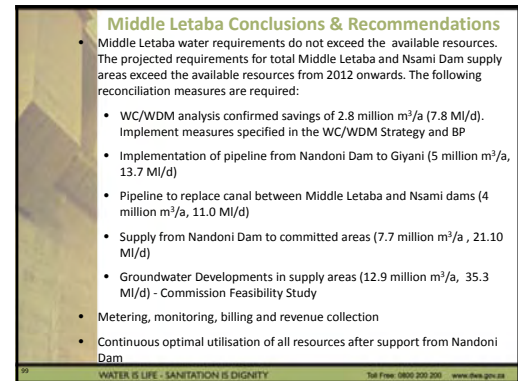 Middle Letaba Conclusions & Recommendations
• Middle Letaba water requirements do not exceed the available resources.
The projected requirements for total Middle Letaba and Nsami Dam supply
areas exceed the available resources from 2012 onwards. The following
reconciliation measures are required:
• WC/WDM analysis confirmed savings of 2.8 million m³/a (7.8 Ml/d).
Implement measures specified in the WC/WDM Strategy and BP
• Implementation of pipeline from Nandoni Dam to Giyani (5 million m³/a,
13.7 Ml/d)
• Pipeline to replace canal between Middle Letaba and Nsami dams (4
million m³/a, 11.0 Ml/d)
• Supply from Nandoni Dam to committed areas (7.7 million m³/a , 21.10
Ml/d)
• Groundwater Developments in supply areas (12.9 million m³/a, 35.3
Ml/d) - Commission Feasibility Study
• Metering, monitoring, billing and revenue collection
• Continuous optimal utilisation of all resources after support from Nandoni
Dam
99
WATER IS LIFE - SANITATION IS DIGNITY Toll Free: 0800 200 200 www.dwa.gov.za